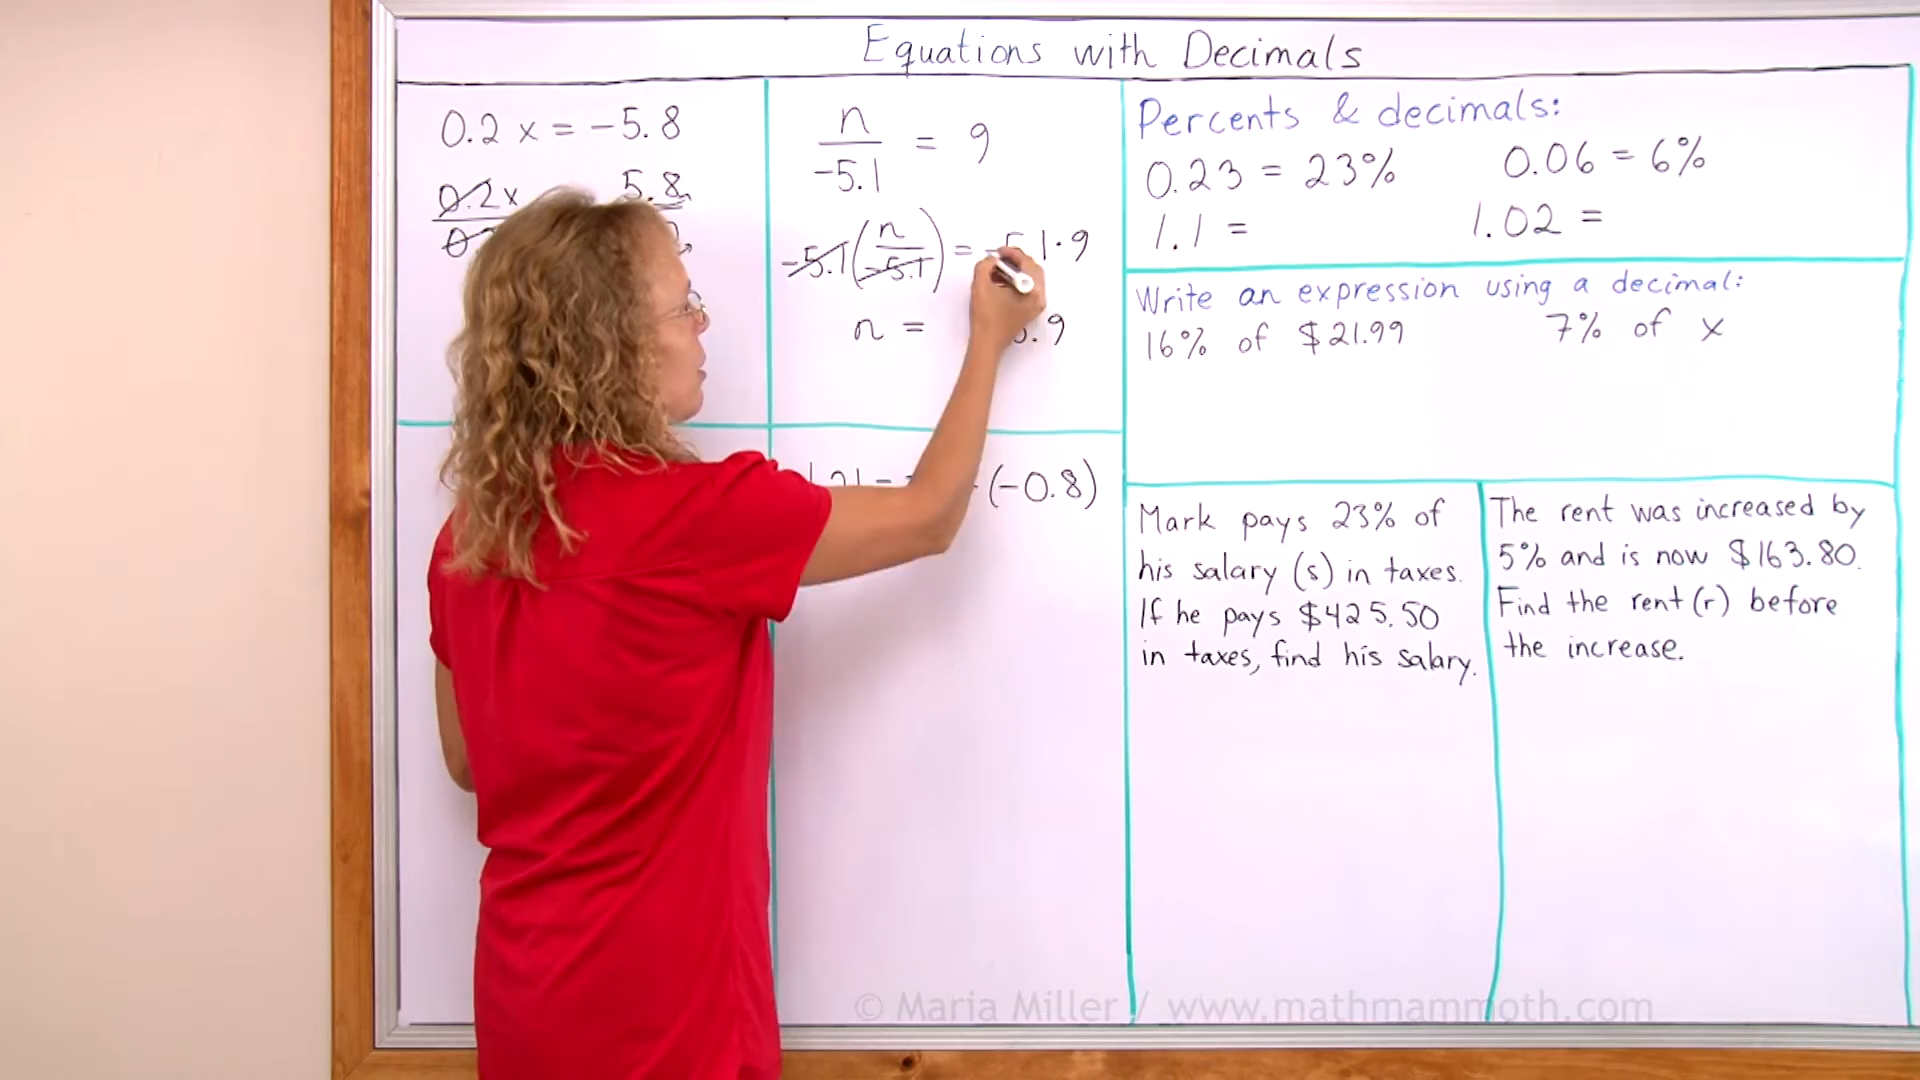 Equations with Decimals
0.2 x = -5.8
0.2x 5.8
n/-5.1 = 9
-5.1(n/-5.1) = -5.1·9
n = .9
(-0.8)
Percents & decimals:
0.23 = 23% 0.06 = 6%
1.1 = 1.02 =
Write an expression using a decimal:
16% of $21.99 7% of x
Mark pays 23% of
his salary (s) in taxes.
If he pays $425.50
in taxes, find his salary.
The rent was increased by
5% and is now $163.80.
Find the rent (r) before
the increase.
© Maria Miller / www.mathmammoth.com